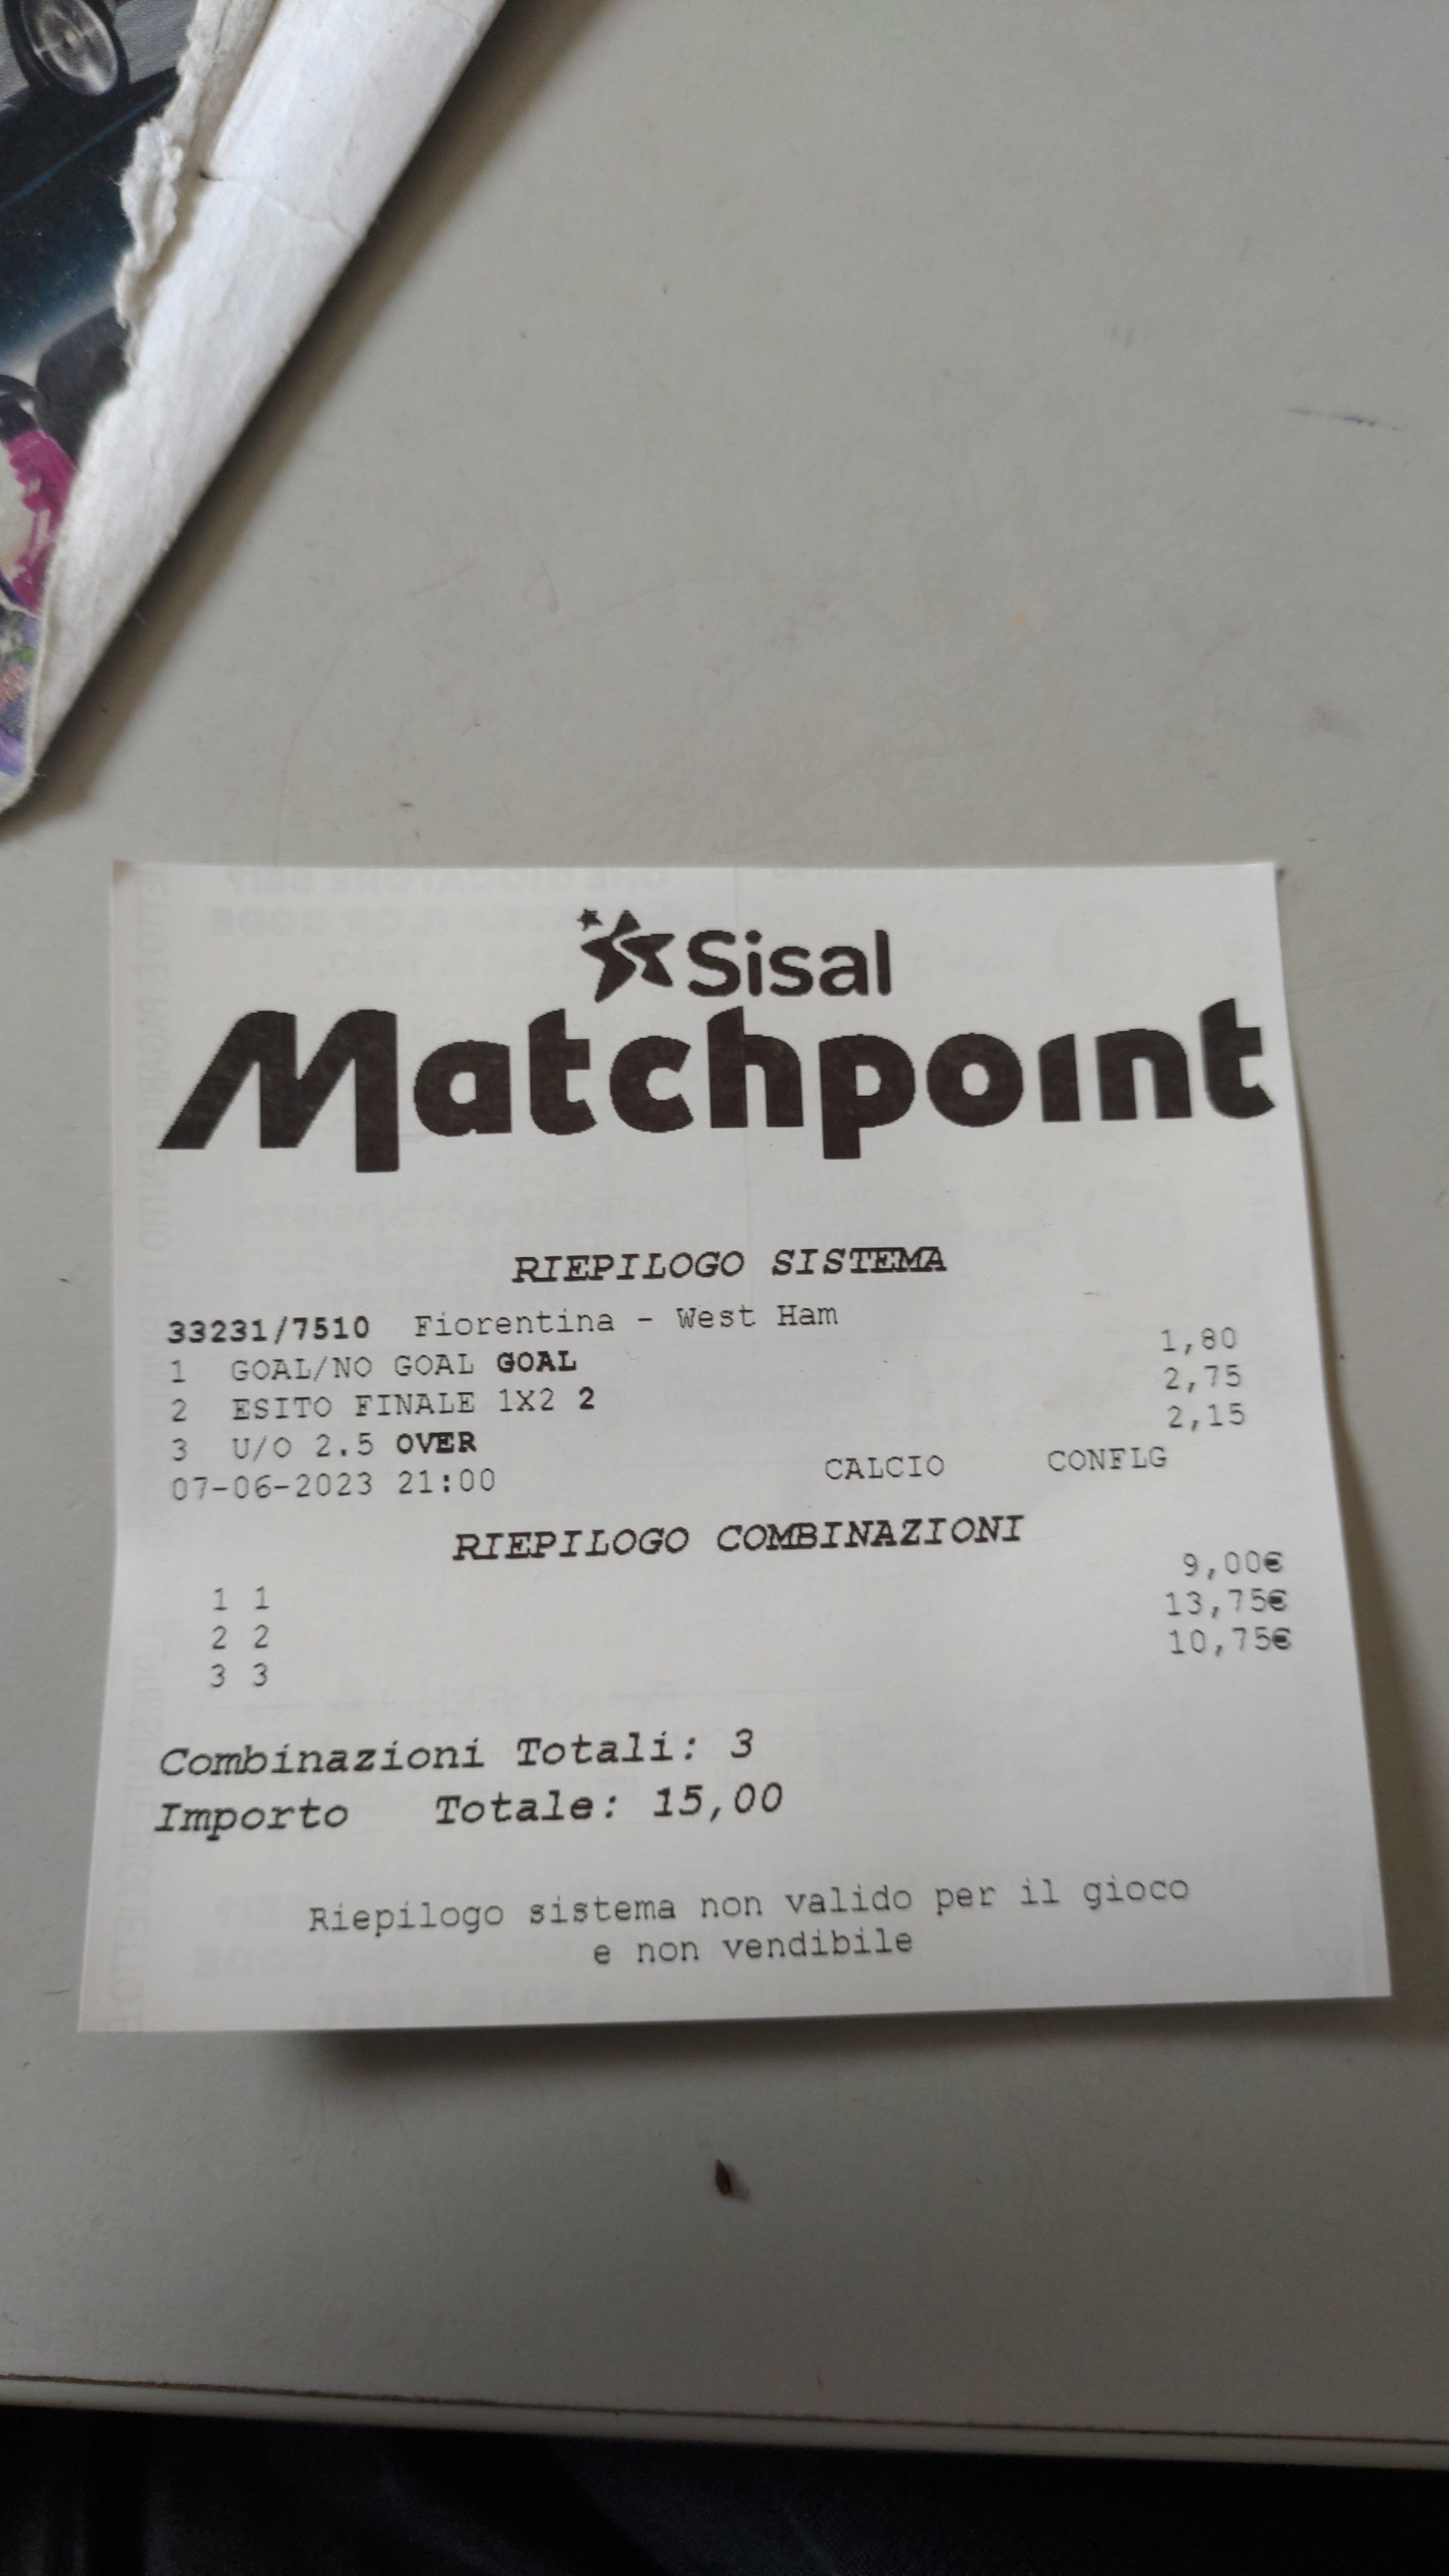 Sisal
Matchpoint
RIEPILOGO SISTEMA
33231/7510 Fiorentina - West Ham
1 GOAL/NO GOAL GOAL 1,80
2 ESITO FINALE 1X2 2 2,75
3 U/O 2.5 OVER 2,15
07-06-2023 21:00 CALCIO CONFLG
RIEPILOGO COMBINAZIONI
1 1 9,00€
2 2 13,75€
3 3 10,75€
Combinazioni Totali: 3
Importo Totale: 15,00
Riepilogo sistema non valido per il gioco
e non vendibile